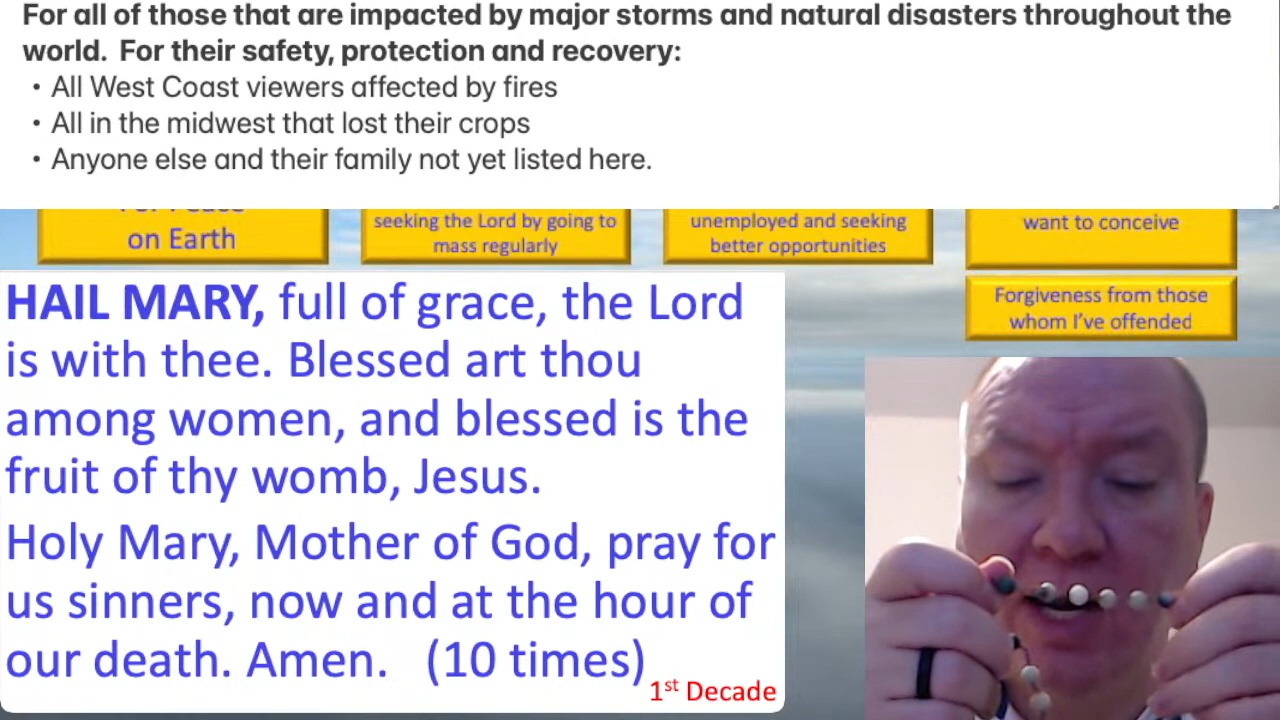 For all of those that are impacted by major storms and natural disasters throughout the
world.  For their safety, protection and recovery:
• All West Coast viewers affected by fires
• All in the midwest that lost their crops
• Anyone else and their family not yet listed here.
on Earth
seeking the Lord by going to
mass regularly
unemployed and seeking
better opportunities
want to conceive
Forgiveness from those
whom I've offended
HAIL MARY, full of grace, the Lord
is with thee. Blessed art thou
among women, and blessed is the
fruit of thy womb, Jesus.
Holy Mary, Mother of God, pray for
us sinners, now and at the hour of
our death. Amen.   (10 times)
1st Decade